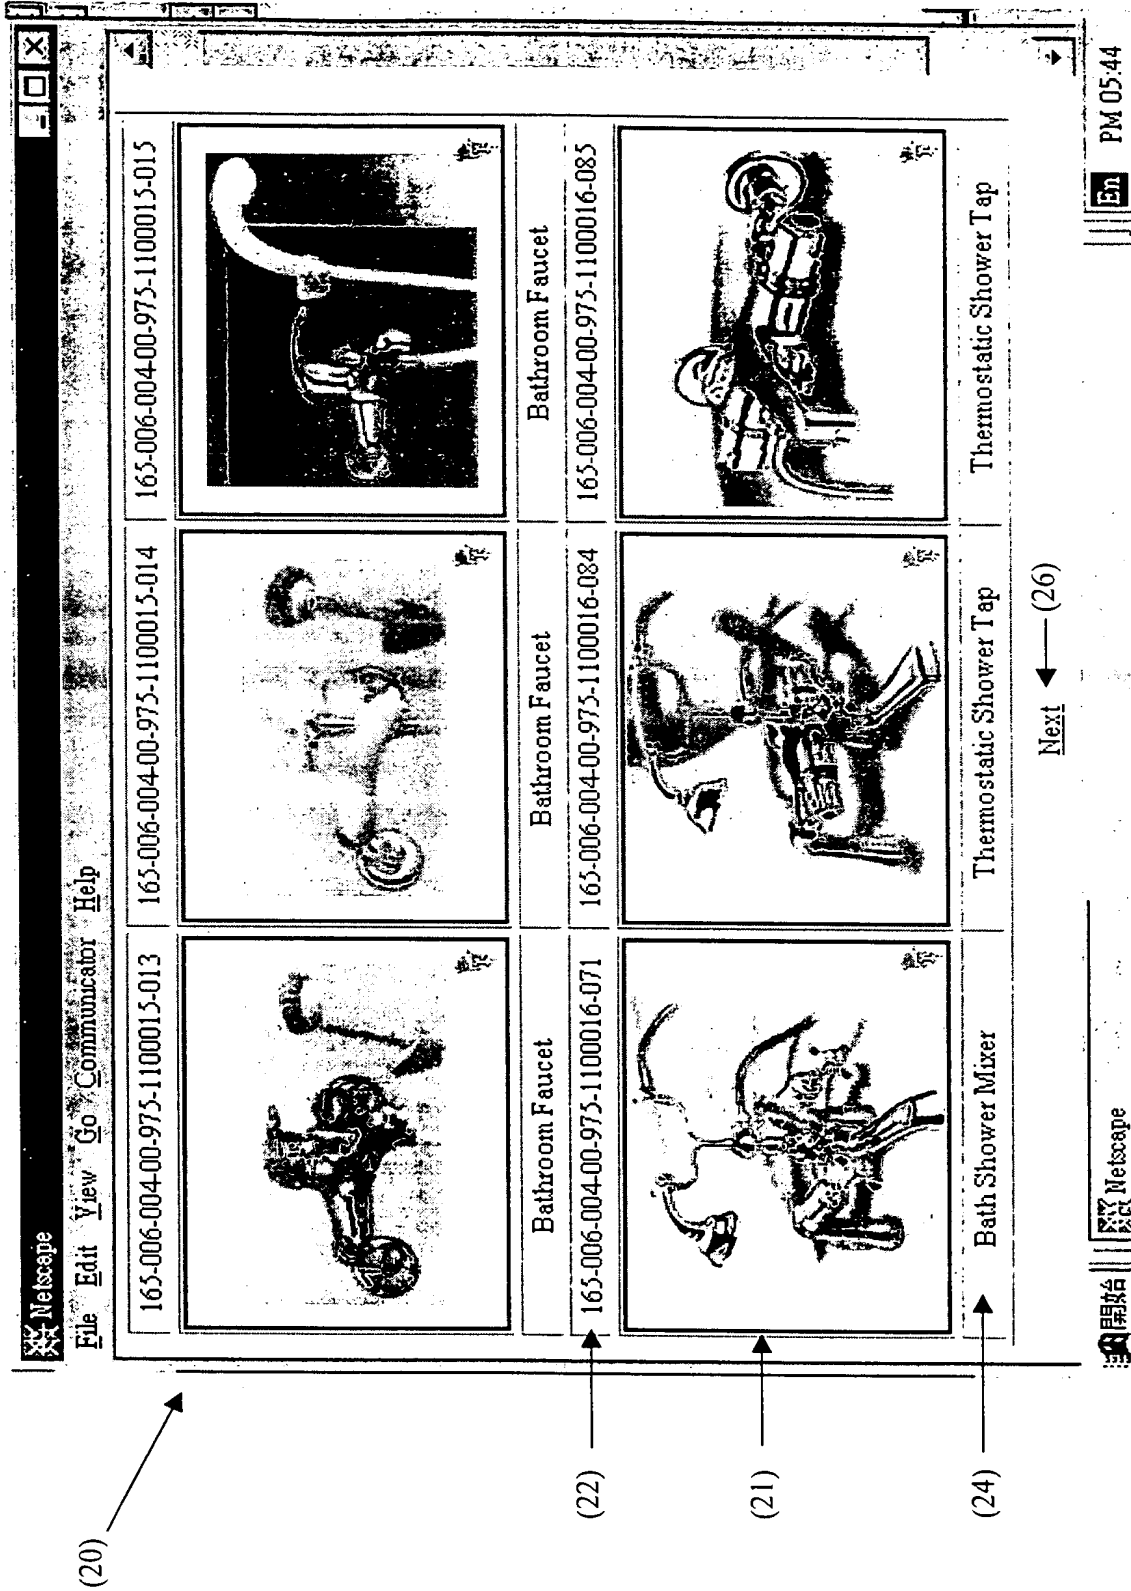 Netscape
File Edit View Go Communicator Help
165-006-004-00-975-1100015-013
165-006-004-00-975-1100015-014
165-006-004-00-975-1100015-015
Bathroom Faucet
Bathroom Faucet
Bathroom Faucet
165-006-004-00-975-1100016-071
165-006-004-00-975-1100016-084
165-006-004-00-975-1100016-085
Bath Shower Mixer
Thermostatic Shower Tap
Thermostatic Shower Tap
Next
(26)
開始
Netscape
En
PM 05:44
(20)
(22)
(21)
(24)